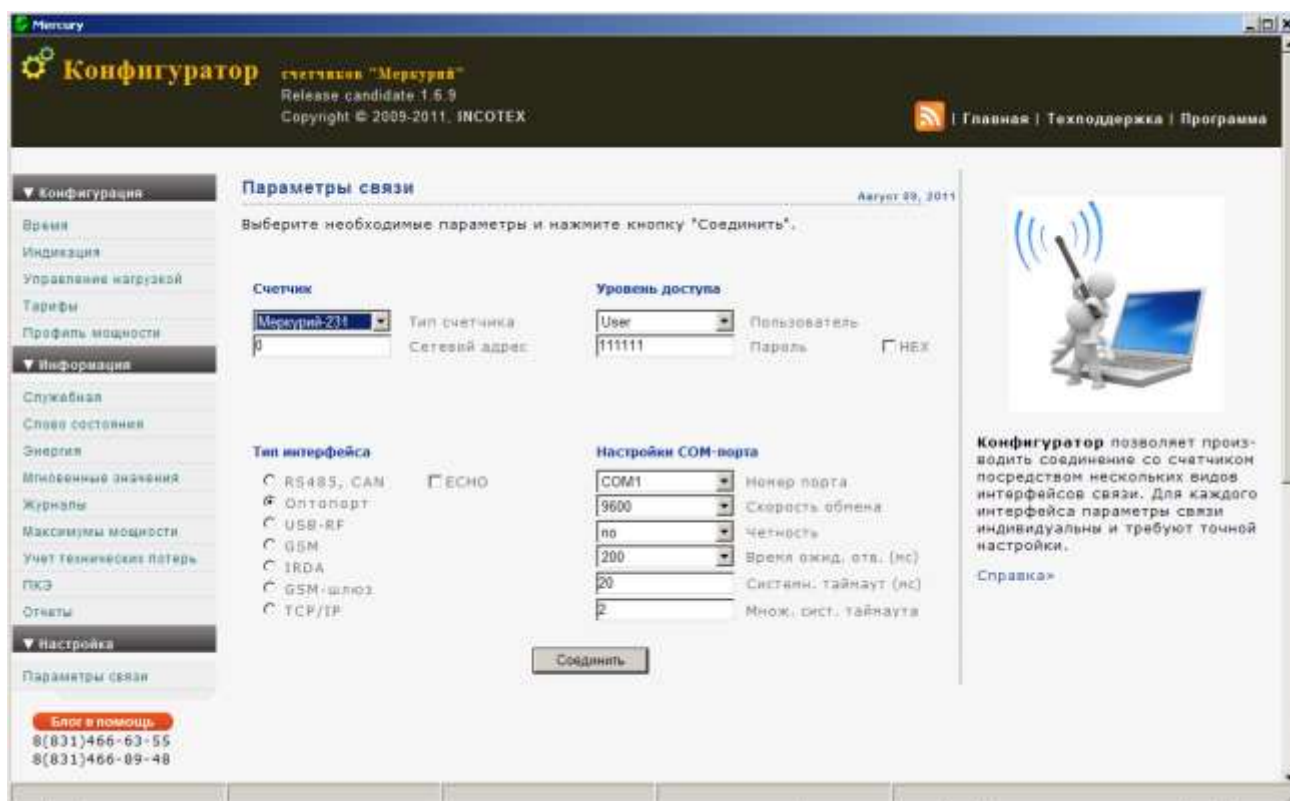 Mercury
Конфигуратор счетчиков "Меркурий"
Release candidate 1.6.9
Copyright © 2009-2011, INCOTEX
| Главная | Техподдержка | Программа
▼ Конфигурация
Время
Индикация
Управление нагрузкой
Тарифы
Профиль мощности
▼ Информация
Служебная
Слово состояния
Энергия
Мгновенные значения
Журналы
Максимумы мощности
Учет технических потерь
ПКЭ
Отчеты
▼ Настройка
Параметры связи
Блог в помощь
8(831)466-63-55
8(831)466-89-48
Параметры связи
Август 09, 2011
Выберите необходимые параметры и нажмите кнопку "Соединить".
Счетчик
Меркурий-231 Тип счетчика
0 Сетевой адрес
Уровень доступа
User Пользователь
111111 Пароль HEX
Тип интерфейса
RS485, CAN ECHO
Оптопорт
USB-RF
GSM
IRDA
GSM-шлюз
TCP/IP
Настройки COM-порта
COM1 Номер порта
9600 Скорость обмена
no Четность
200 Время ожид. отв. (мс)
20 Системн. таймаут (мс)
2 Множ. сист. таймаута
Соединить
Конфигуратор позволяет произ-
водить соединение со счетчиком
посредством нескольких видов
интерфейсов связи. Для каждого
интерфейса параметры связи
индивидуальны и требуют точной
настройки.
Справка»